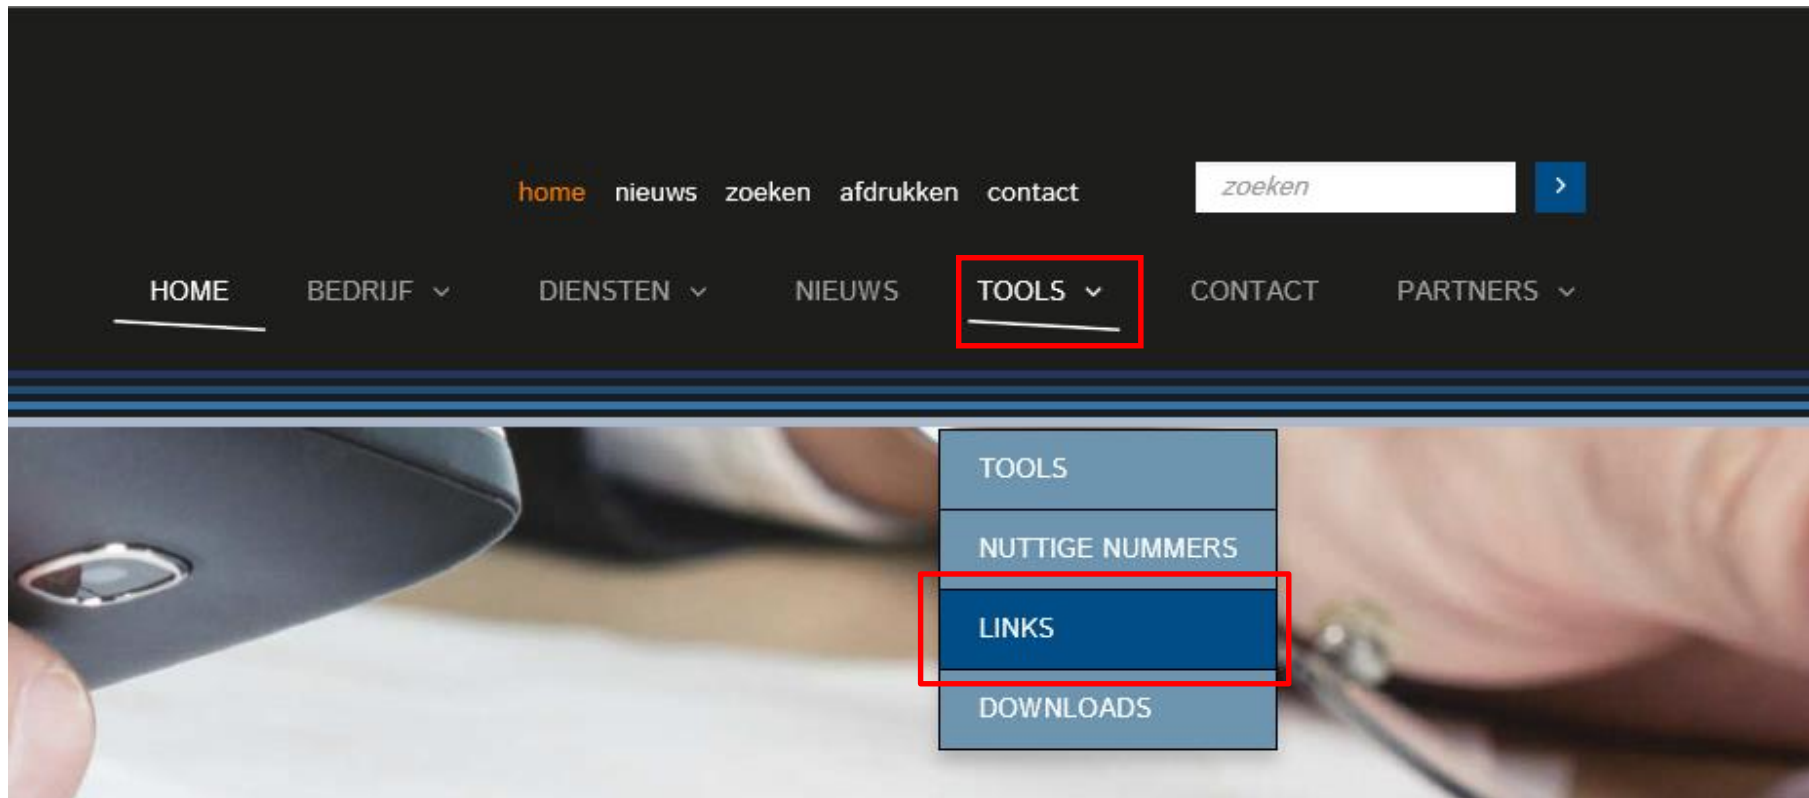 home nieuws zoeken afdrukken contact zoeken
HOME BEDRIJF DIENSTEN NIEUWS TOOLS CONTACT PARTNERS
TOOLS
NUTTIGE NUMMERS
LINKS
DOWNLOADS